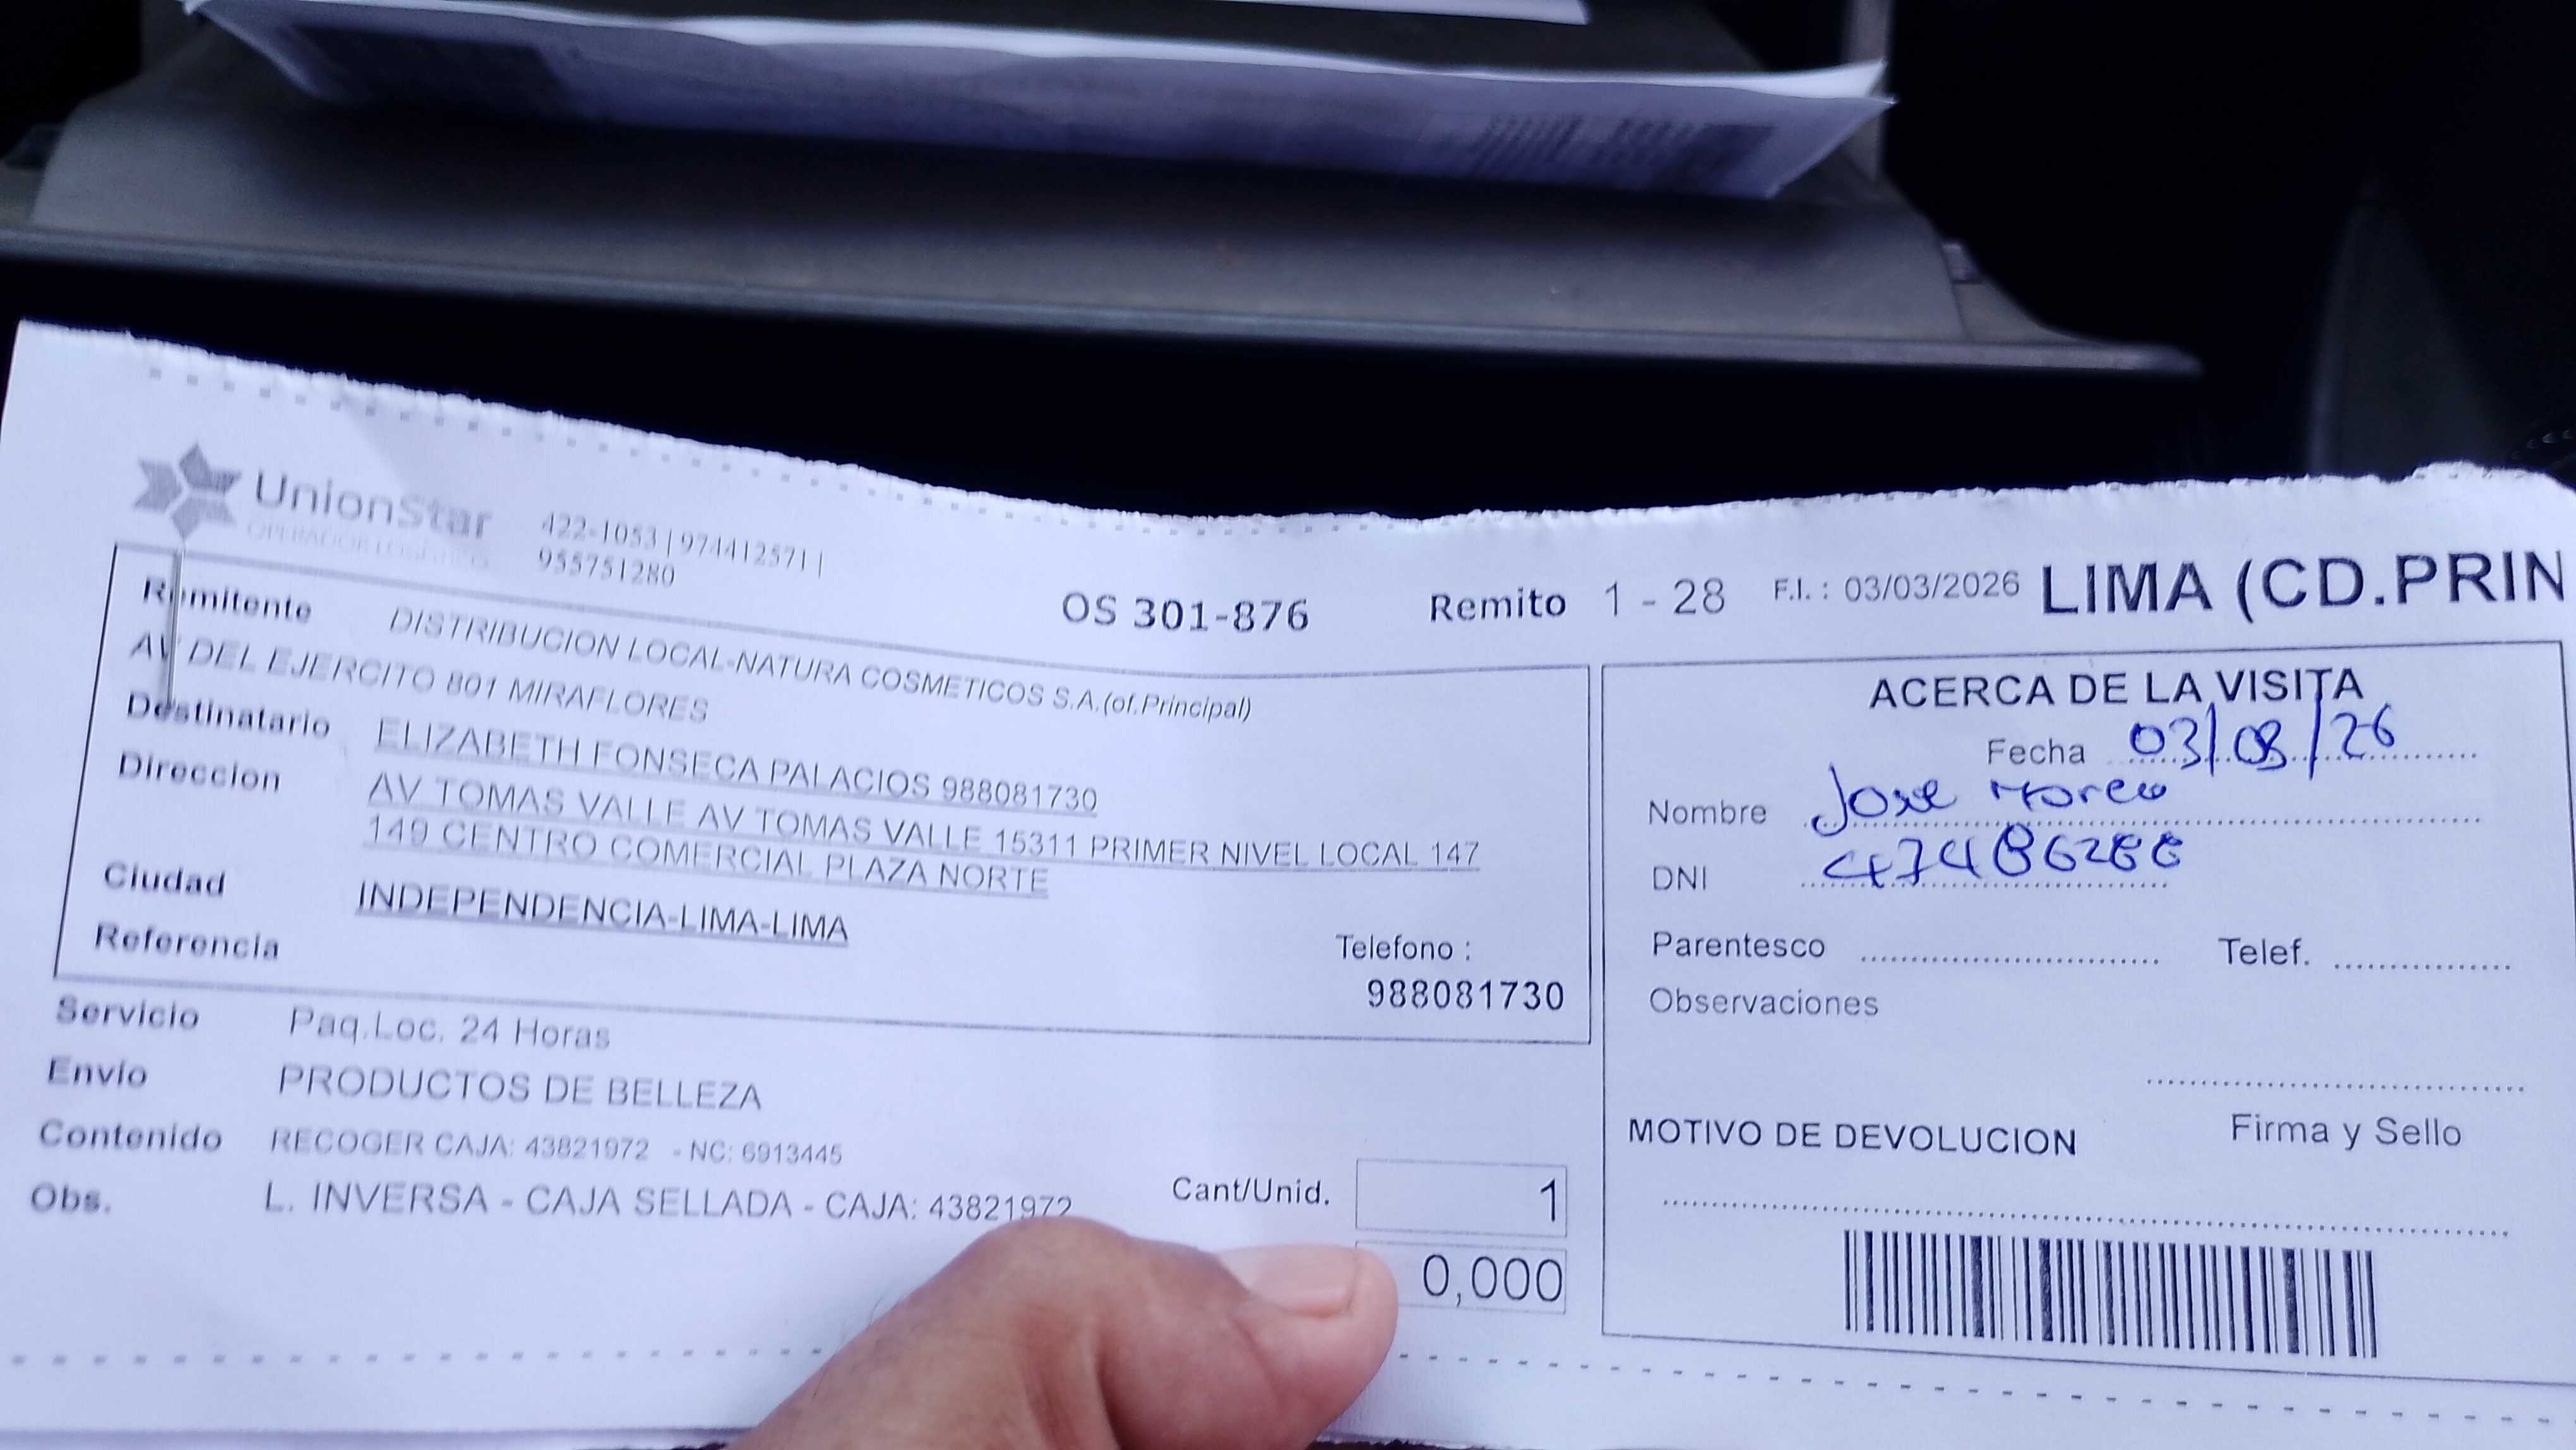 UnionStar
OPERADOR LOGISTICO
422-1053 | 974412571 |
955751280
OS 301-876
Remito 1 - 28
F.I. : 03/03/2026
LIMA (CD.PRIN
Remitente DISTRIBUCION LOCAL-NATURA COSMETICOS S.A.(of.Principal)
AV DEL EJERCITO 801 MIRAFLORES
Destinatario ELIZABETH FONSECA PALACIOS 988081730
Direccion AV TOMAS VALLE AV TOMAS VALLE 15311 PRIMER NIVEL LOCAL 147
149 CENTRO COMERCIAL PLAZA NORTE
Ciudad INDEPENDENCIA-LIMA-LIMA
Referencia
Telefono :
988081730
Servicio Paq.Loc. 24 Horas
Envio PRODUCTOS DE BELLEZA
Contenido RECOGER CAJA: 43821972 - NC: 6913445
Obs. L. INVERSA - CAJA SELLADA - CAJA: 43821972
Cant/Unid. 1
0,000
ACERCA DE LA VISITA
Fecha 03/03/26
Nombre Jose
DNI
Parentesco
Telef.
Observaciones
Firma y Sello
MOTIVO DE DEVOLUCION